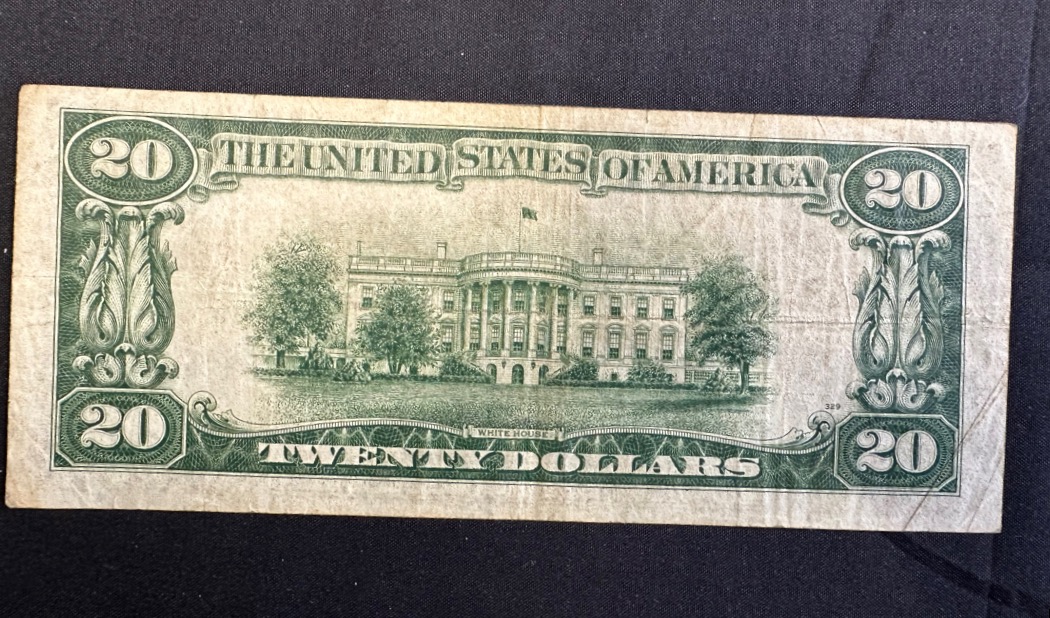 20 THE UNITED STATES OF AMERICA 20
329
WHITE HOUSE
20 TWENTY DOLLARS 20